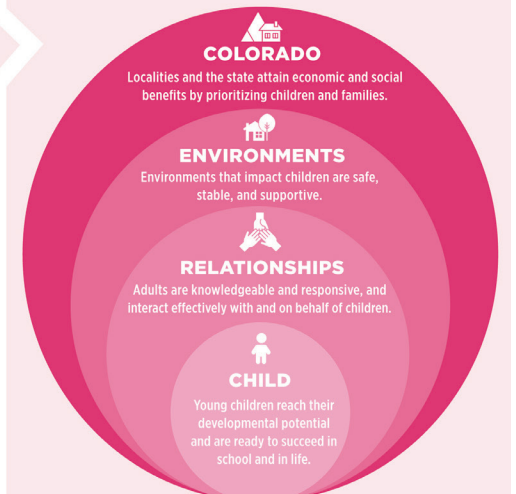 COLORADO
Localities and the state attain economic and social
benefits by prioritizing children and families.
ENVIRONMENTS
Environments that impact children are safe,
stable, and supportive.
RELATIONSHIPS
Adults are knowledgeable and responsive, and
interact effectively with and on behalf of children.
CHILD
Young children reach their
developmental potential
and are ready to succeed in
school and in life.